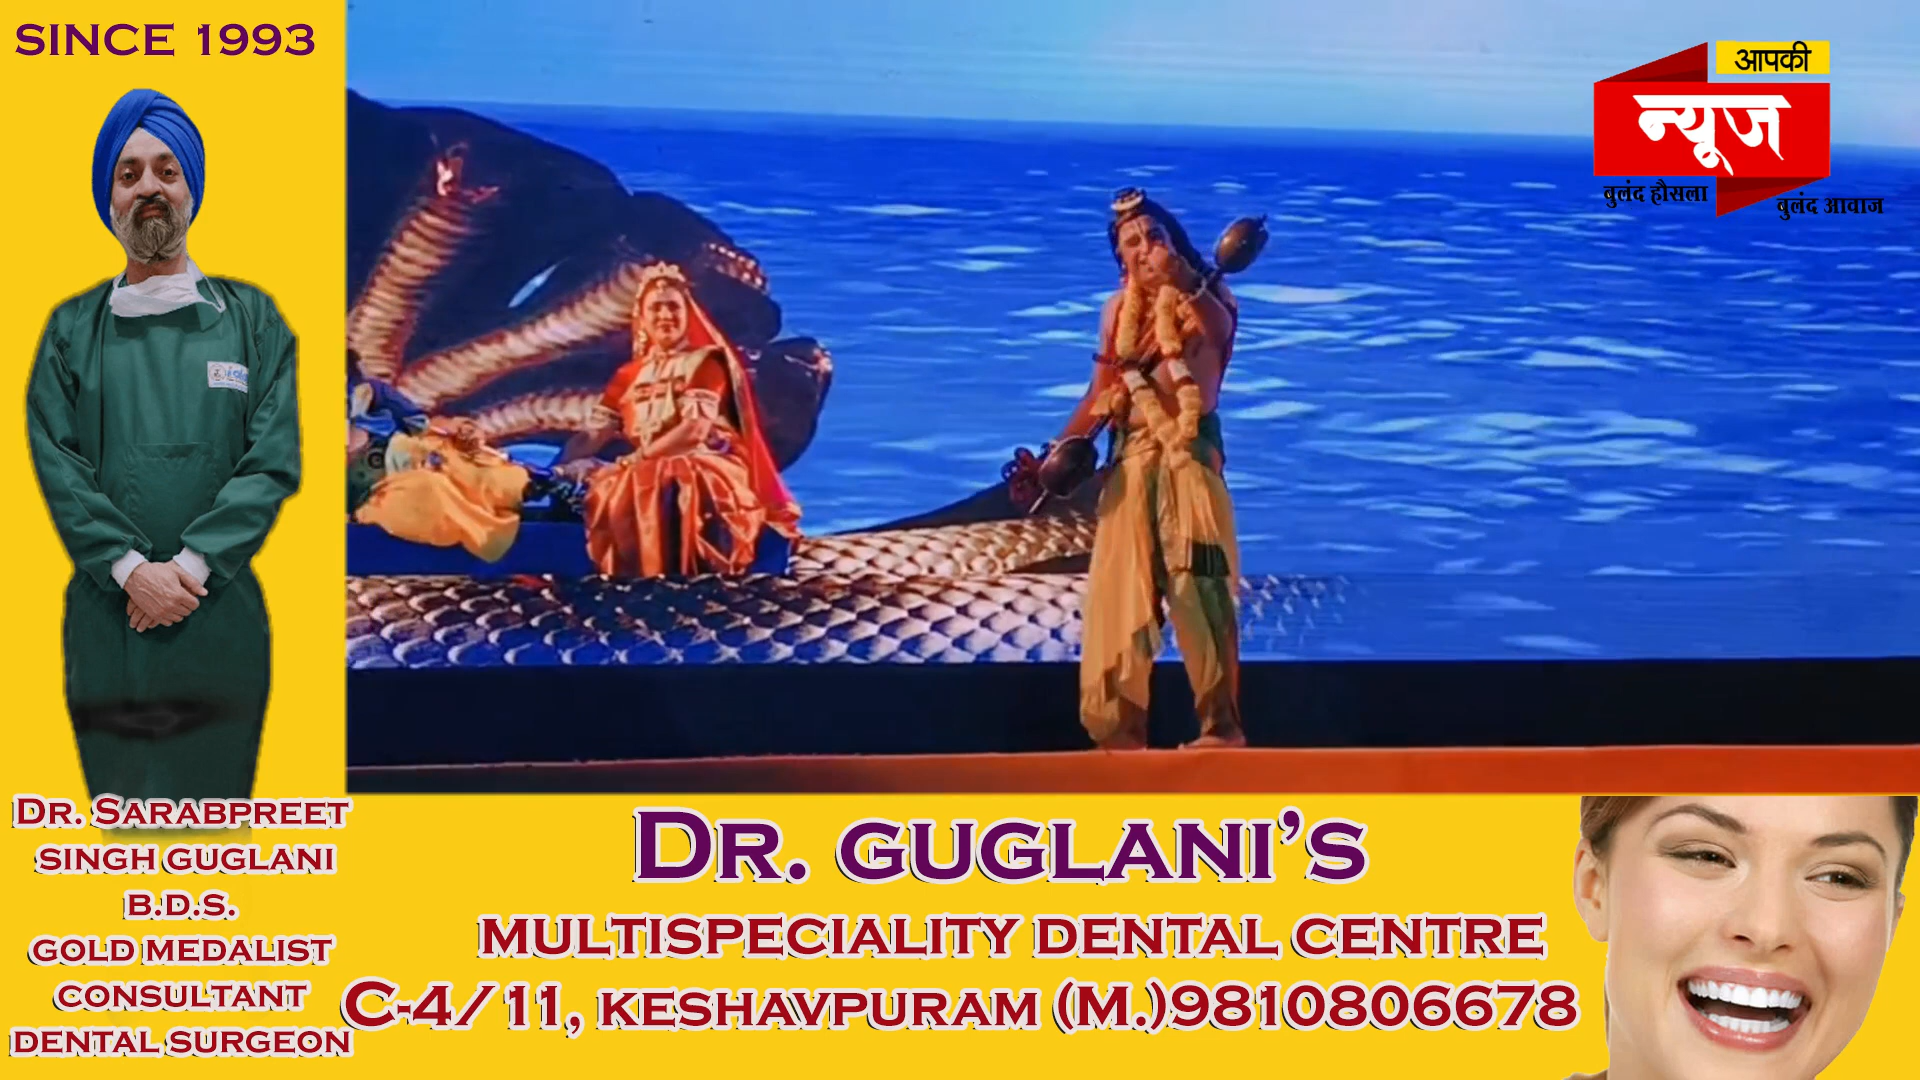 SINCE 1993
आपकी
न्यूज
बुलंद हौसला
बुलंद आवाज
DR. SARABPREET
SINGH GUGLANI
B.D.S.
GOLD MEDALIST
CONSULTANT
DENTAL SURGEON
DR. GUGLANI'S
MULTISPECIALITY DENTAL CENTRE
C-4/11, KESHAVPURAM (M.)9810806678